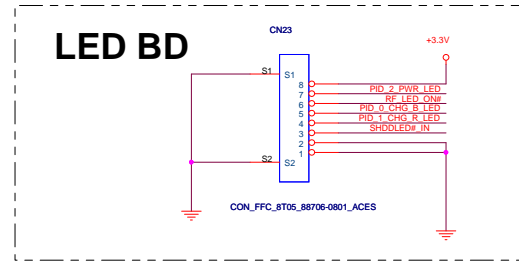 CN23
LED BD
+3.3V
S1
S1
8
7
PID_2_PWR_LED
6
RF_LED_ON#
5
PID_0_CHG_B_LED
4
PID_1_CHG_R_LED
3
SHDDLED#_IN
2
1
S2
S2
CON_FFC_8T05_88706-0801_ACES